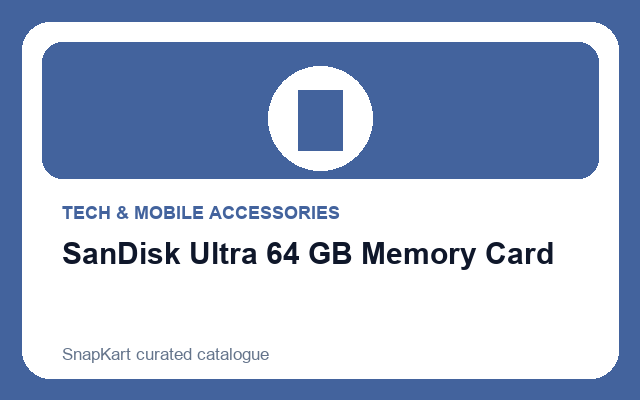 TECH & MOBILE ACCESSORIES
SanDisk Ultra 64 GB Memory Card
SnapKart curated catalogue